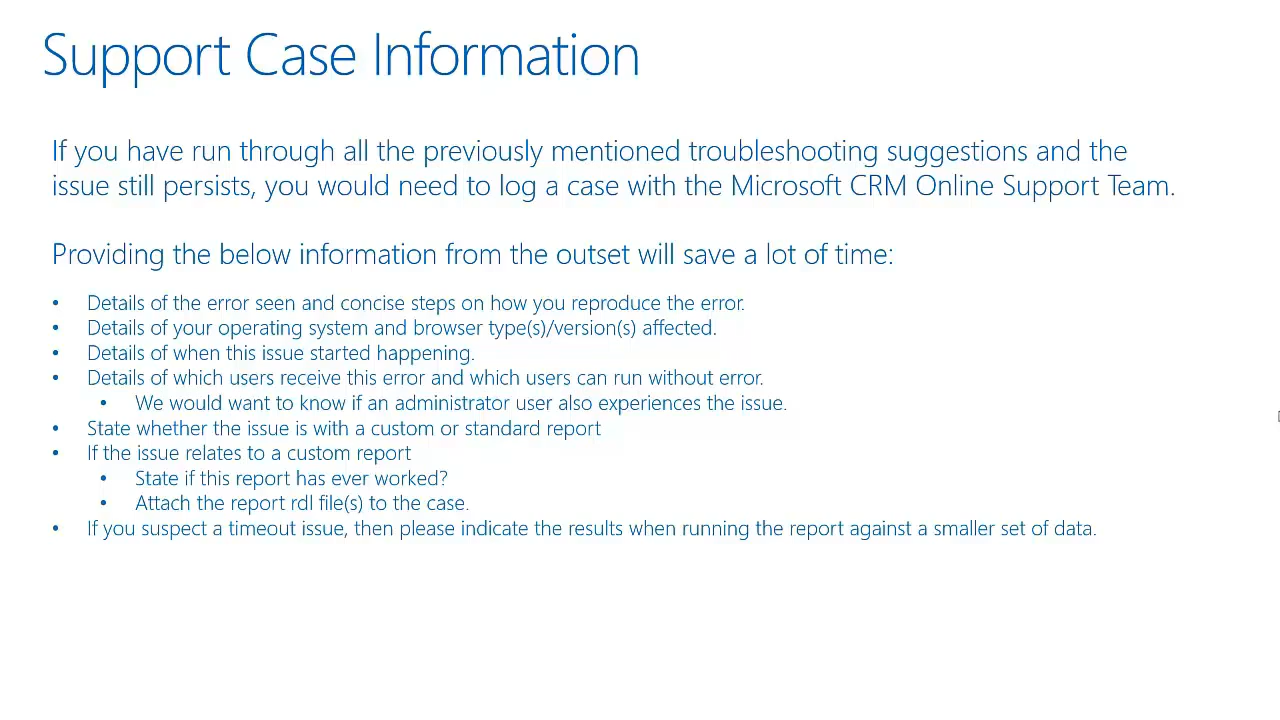 Support Case Information
If you have run through all the previously mentioned troubleshooting suggestions and the
issue still persists, you would need to log a case with the Microsoft CRM Online Support Team.
Providing the below information from the outset will save a lot of time:
• Details of the error seen and concise steps on how you reproduce the error.
• Details of your operating system and browser type(s)/version(s) affected.
• Details of when this issue started happening.
• Details of which users receive this error and which users can run without error.
• We would want to know if an administrator user also experiences the issue.
• State whether the issue is with a custom or standard report
• If the issue relates to a custom report
• State if this report has ever worked?
• Attach the report rdl file(s) to the case.
• If you suspect a timeout issue, then please indicate the results when running the report against a smaller set of data.